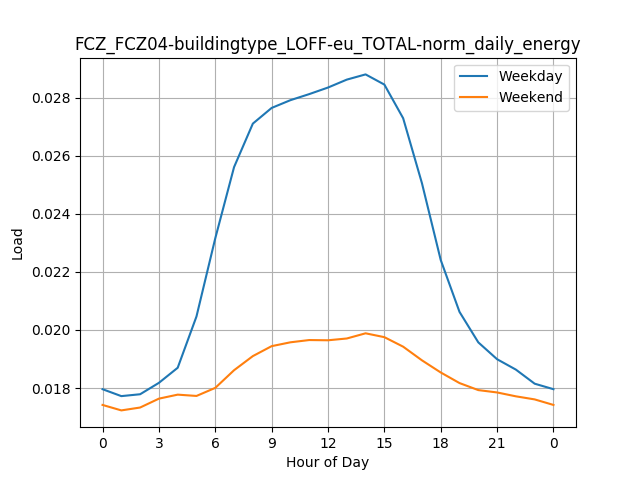 FCZ_FCZ04-buildingtype_LOFF-eu_TOTAL-norm_daily_energy
Weekday
Weekend
0.028
0.026
0.024
0.022
0.020
0.018
Load
0 3 6 9 12 15 18 21 0
Hour of Day